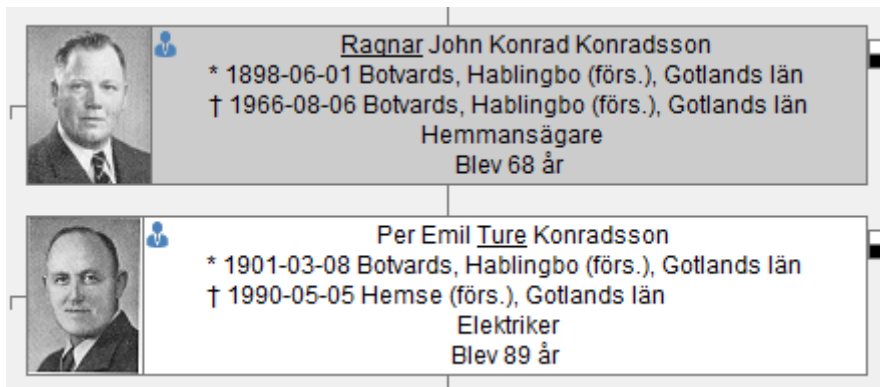 Ragnar John Konrad Konradsson
* 1898-06-01 Botvards, Hablingbo (förs.), Gotlands län
† 1966-08-06 Botvards, Hablingbo (förs.), Gotlands län
Hemmansägare
Blev 68 år
Per Emil Ture Konradsson
* 1901-03-08 Botvards, Hablingbo (förs.), Gotlands län
† 1990-05-05 Hemse (förs.), Gotlands län
Elektriker
Blev 89 år